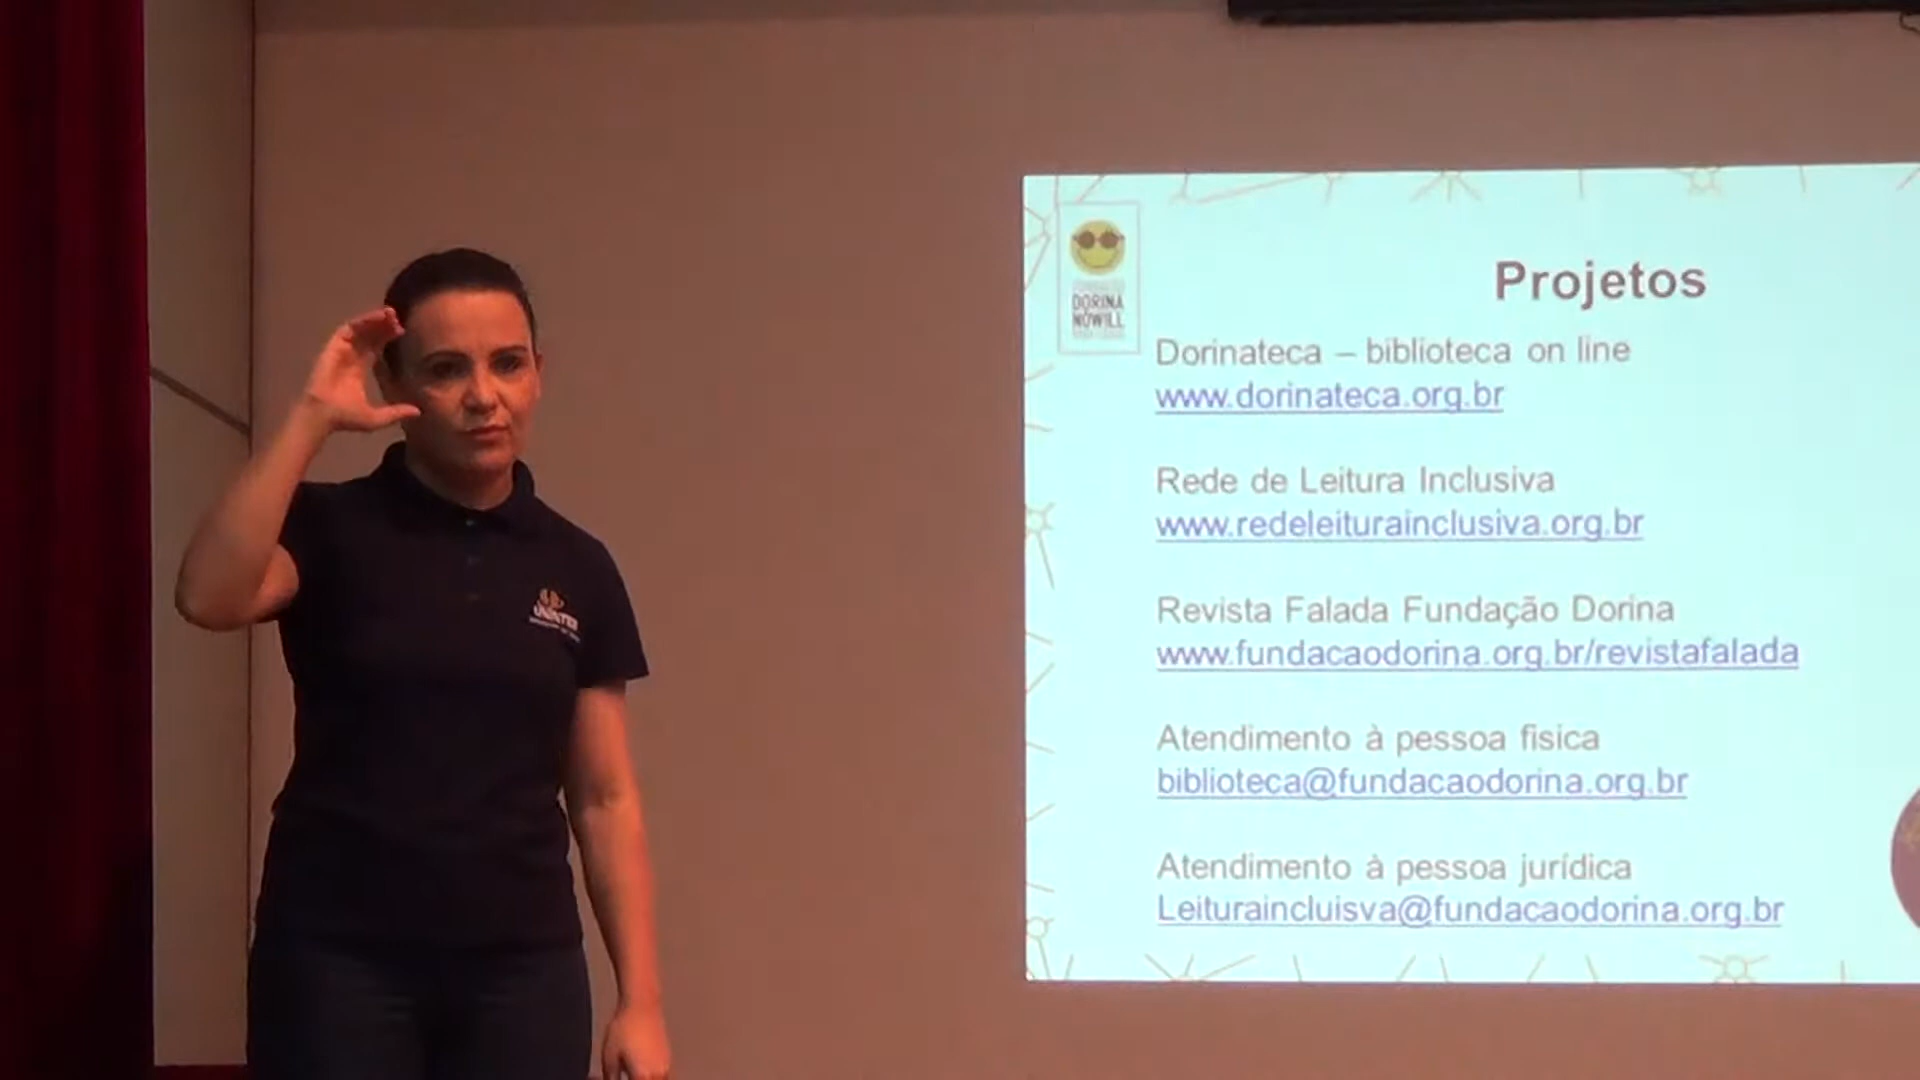 Projetos
DORINA
NOWILL
Dorinateca – biblioteca on line
www.dorinateca.org.br
Rede de Leitura Inclusiva
www.redeleiturainclusiva.org.br
Revista Falada Fundação Dorina
www.fundacaodorina.org.br/revistafalada
Atendimento à pessoa fisica
biblioteca@fundacaodorina.org.br
Atendimento à pessoa jurídica
Leituraincluisva@fundacaodorina.org.br
UNINTER